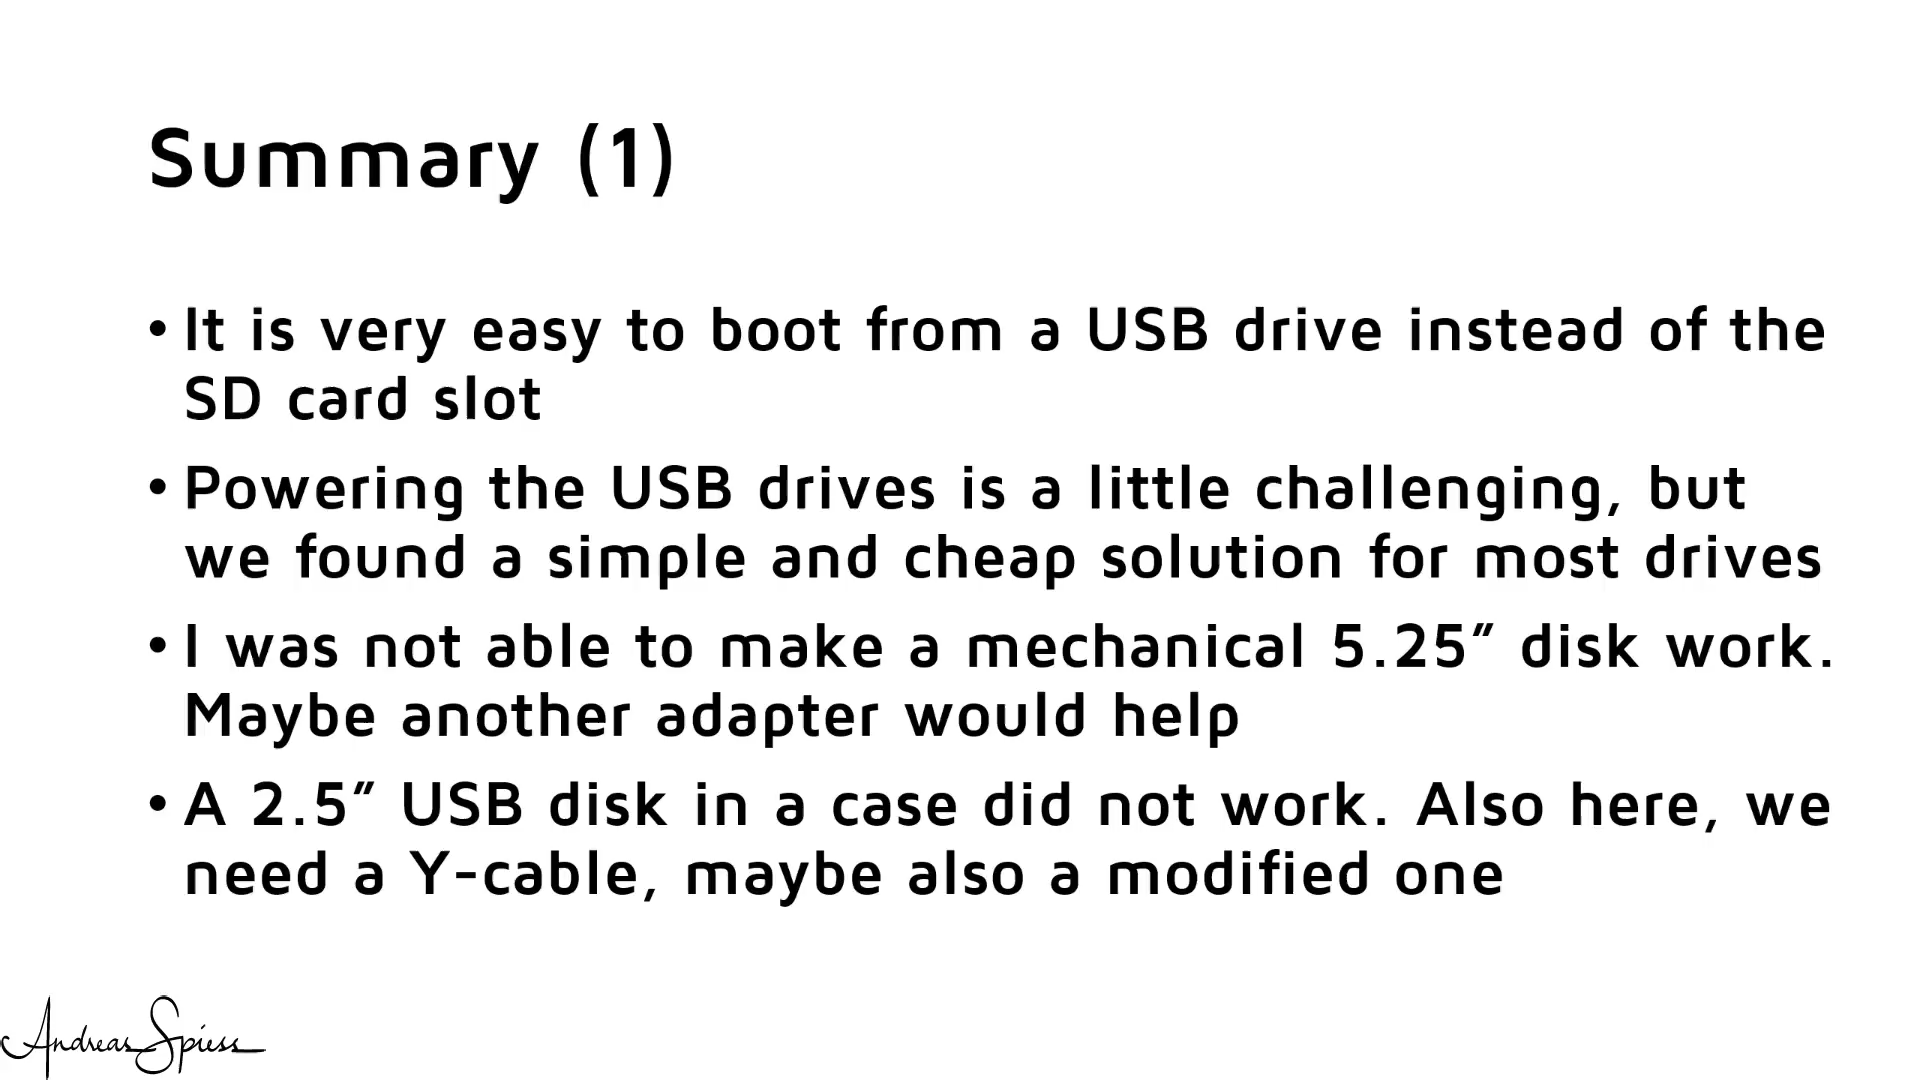 Summary (1)
• It is very easy to boot from a USB drive instead of the
SD card slot
• Powering the USB drives is a little challenging, but
we found a simple and cheap solution for most drives
• I was not able to make a mechanical 5.25″ disk work.
Maybe another adapter would help
• A 2.5″ USB disk in a case did not work. Also here, we
need a Y-cable, maybe also a modified one
Andreas Spiess